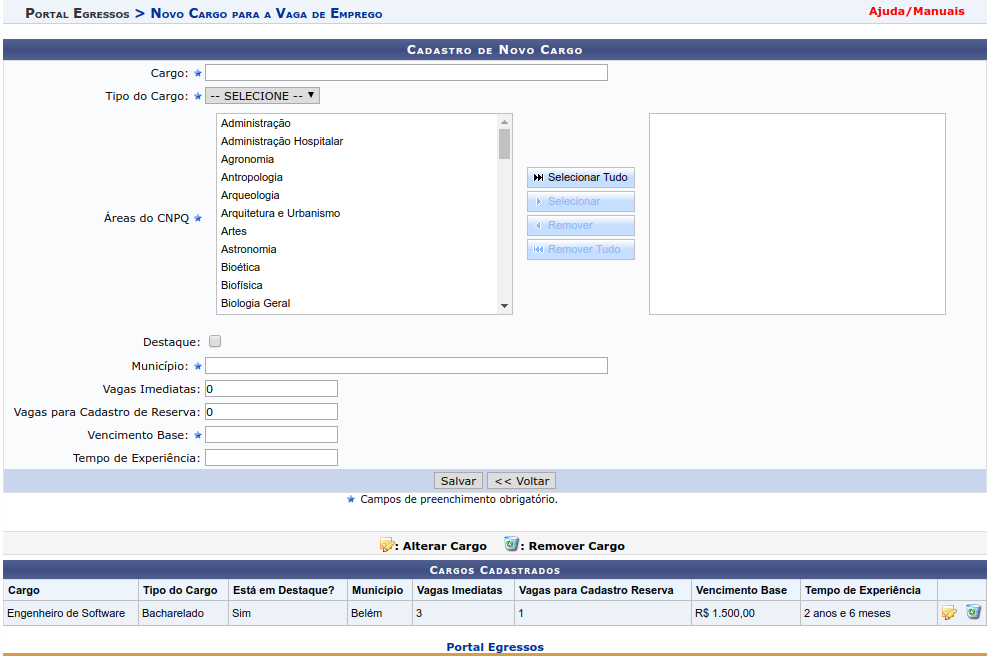 Portal Egressos > Novo Cargo para a Vaga de Emprego
Ajuda/Manuais
Cadastro de Novo Cargo
Cargo:
Tipo do Cargo: -- SELECIONE --
Áreas do CNPQ
Administração
Administração Hospitalar
Agronomia
Antropologia
Arqueologia
Arquitetura e Urbanismo
Artes
Astronomia
Bioética
Biofísica
Biologia Geral
Selecionar Tudo
Selecionar
Remover
Remover Tudo
Destaque:
Município:
Vagas Imediatas: 0
Vagas para Cadastro de Reserva: 0
Vencimento Base:
Tempo de Experiência:
Salvar << Voltar
Campos de preenchimento obrigatório.
: Alterar Cargo : Remover Cargo
Cargos Cadastrados
Cargo Tipo do Cargo Está em Destaque? Município Vagas Imediatas Vagas para Cadastro Reserva Vencimento Base Tempo de Experiência
Engenheiro de Software Bacharelado Sim Belém 3 1 R$ 1.500,00 2 anos e 6 meses
Portal Egressos